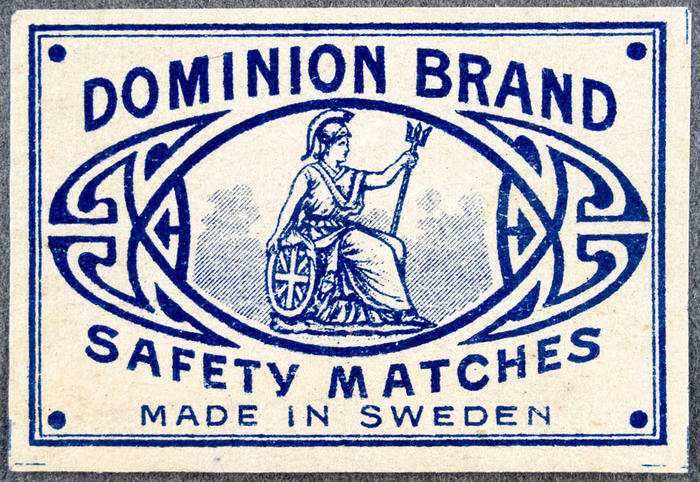 DOMINION BRAND
SAFETY MATCHES
MADE IN SWEDEN